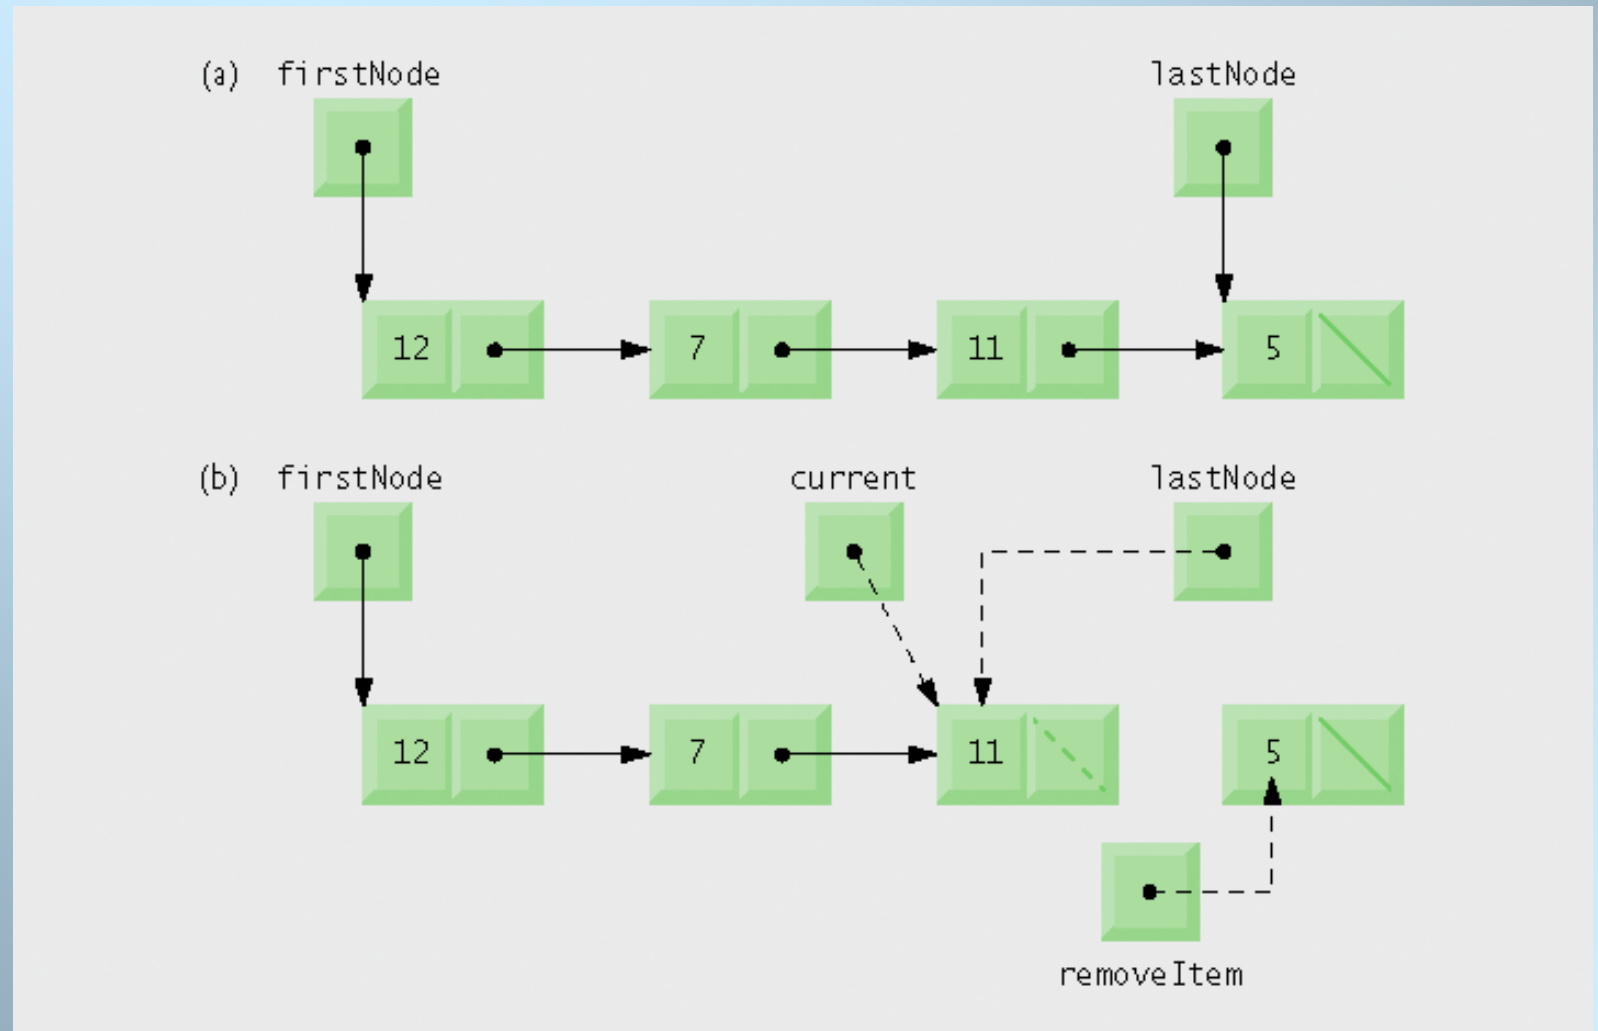 (a) firstNode lastNode
12 7 11 5
(b) firstNode current lastNode
12 7 11 5
removeItem